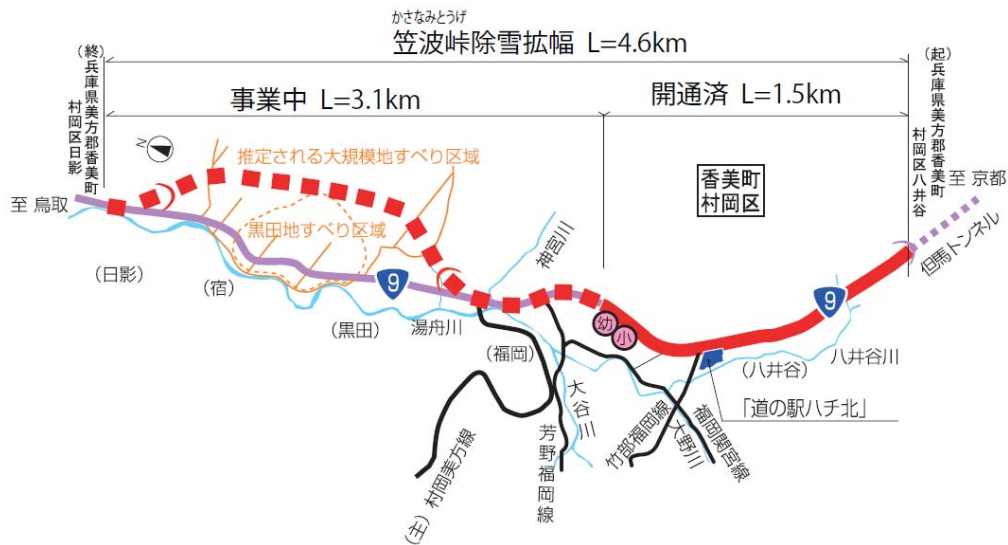 かさなみとうげ
笠波峠除雪拡幅 L=4.6km
(終)兵庫県美方郡香美町
村岡区日影
(起)兵庫県美方郡香美町
村岡区八井谷
事業中 L=3.1km
開通済 L=1.5km
N
推定される大規模地すべり区域
香美町
村岡区
至 京都
至 鳥取
黒田地すべり区域
神宮川
但馬トンネル
(日影)
(宿)
9
9
(黒田)
湯舟川
幼
小
(福岡)
(八井谷)
八井谷川
大谷川
「道の駅ハチ北」
(主)村岡美方線
芳野福岡線
竹部福岡線
大野川
福岡関宮線